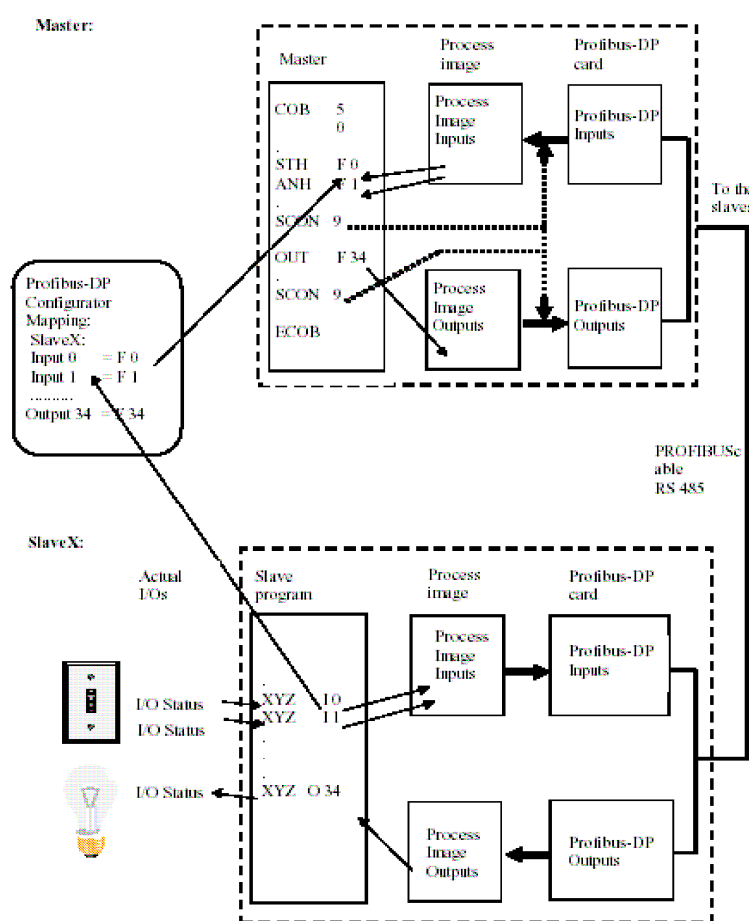 Master:
Master
Process
image
Profibus-DP
card
COB 5
0
.
STH F 0
ANH F 1
.
SCON 9
OUT F 34
.
SCON 9
ECOB
Process
Image
Inputs
Profibus-DP
Inputs
Process
Image
Outputs
Profibus-DP
Outputs
To the
slave:
Profibus-DP
Configurator
Mapping:
SlaveX:
Input 0 = F 0
Input 1 = F 1
..........
Output 34 = F 34
PROFIBUSc
able
RS 485
SlaveX:
Actual
I/Os
Slave
program
Process
image
Profibus-DP
card
I/O Status
I/O Status
I/O Status
.
XYZ I 0
XYZ I 1
.
.
.
XYZ O 34
Process
Image
Inputs
Profibus-DP
Inputs
Process
Image
Outputs
Profibus-DP
Outputs